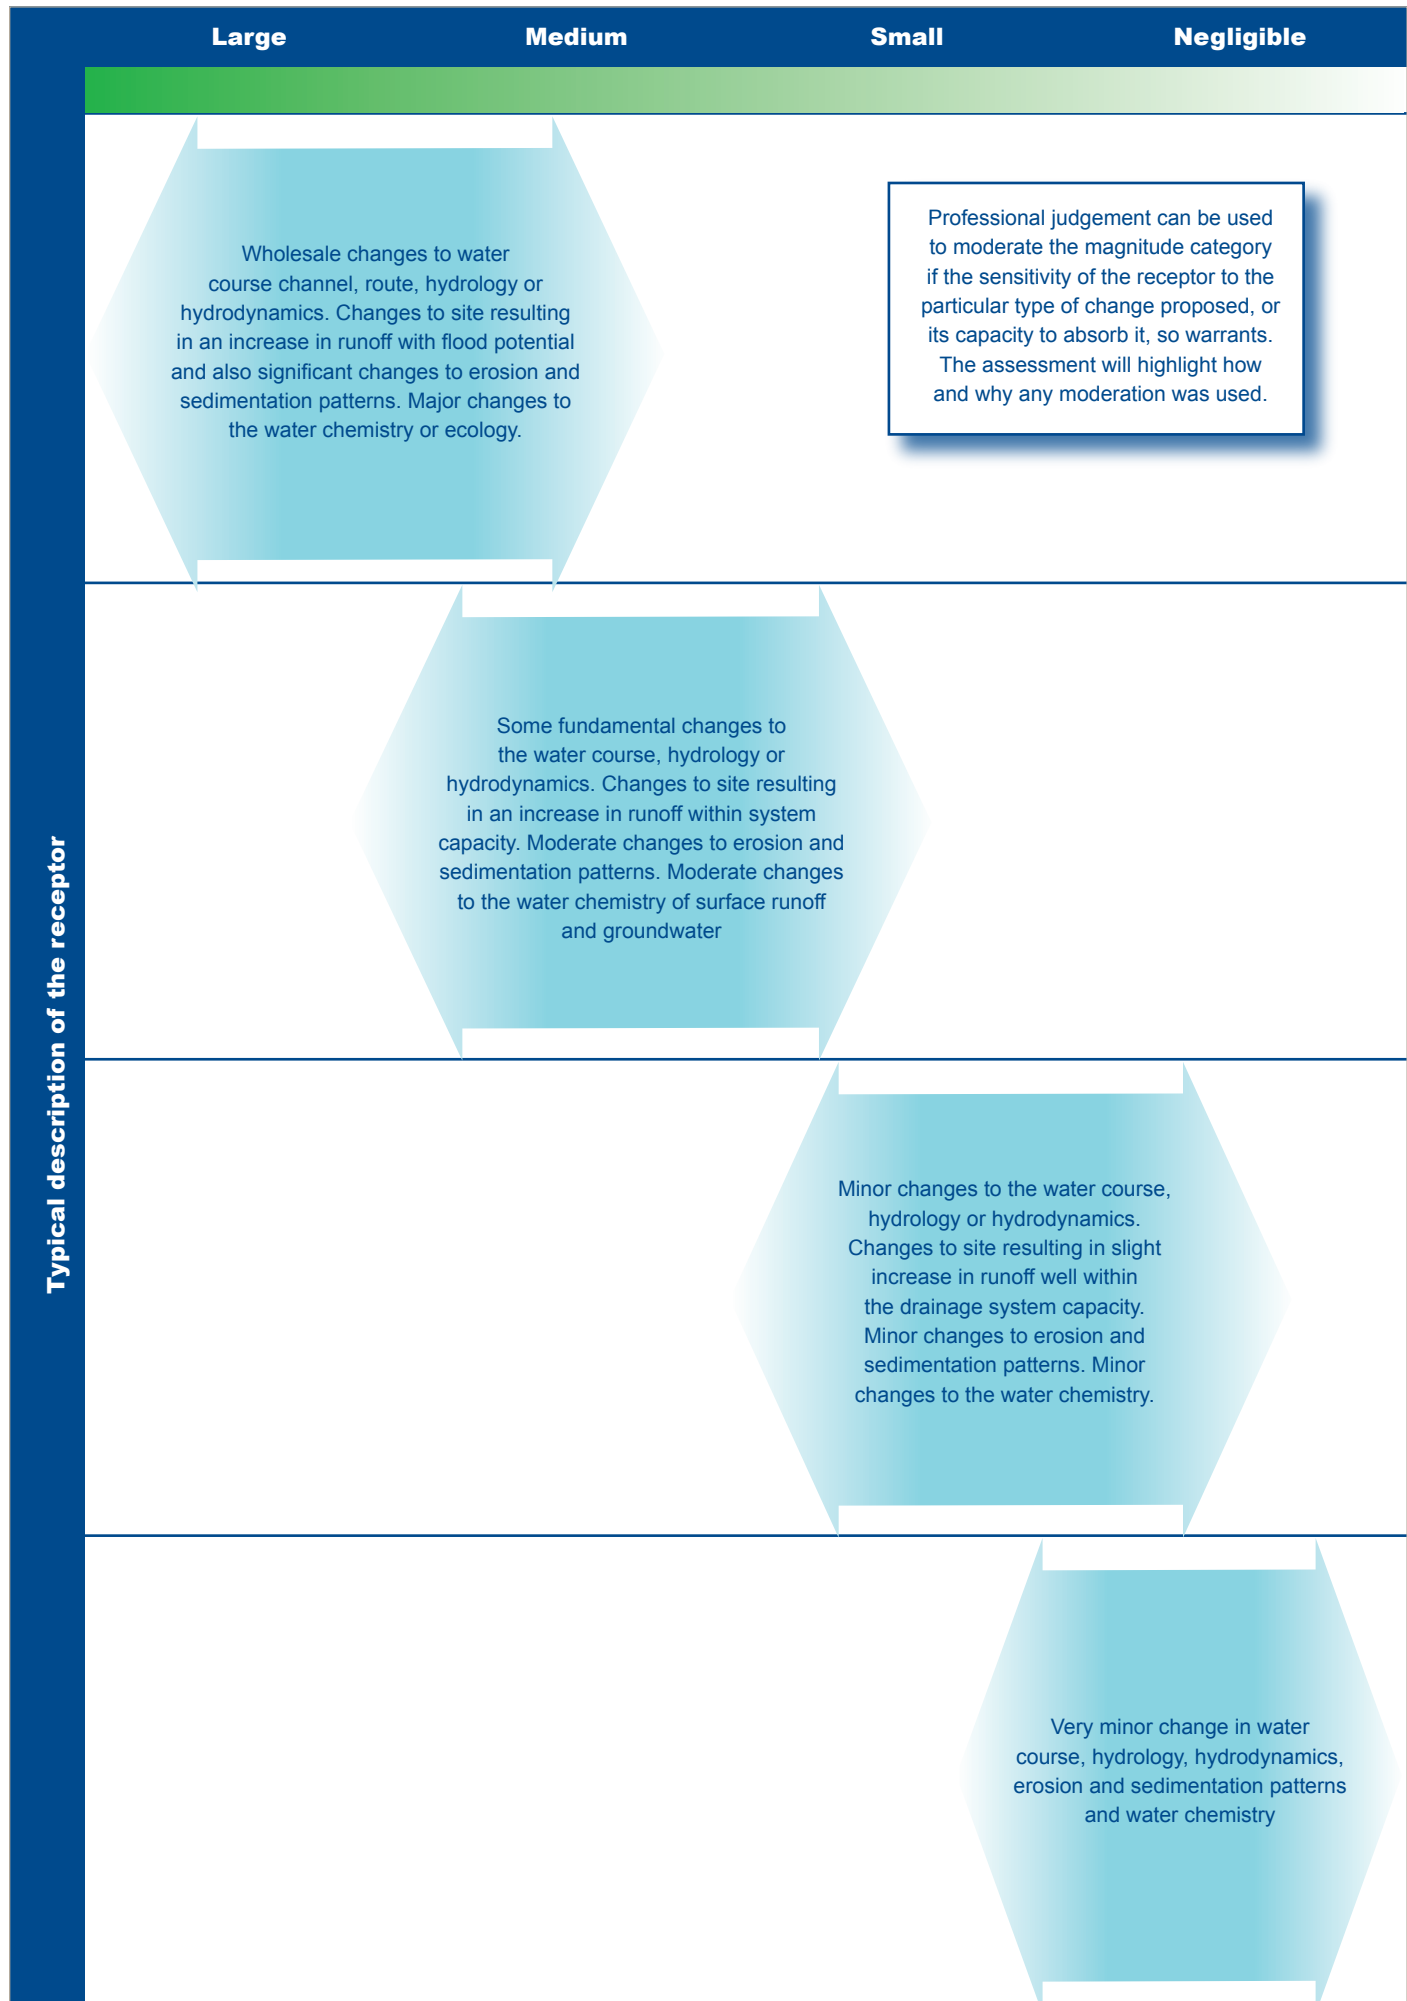 Large Medium Small Negligible
Typical description of the receptor
Wholesale changes to water
course channel, route, hydrology or
hydrodynamics. Changes to site resulting
in an increase in runoff with flood potential
and also significant changes to erosion and
sedimentation patterns. Major changes to
the water chemistry or ecology.
Professional judgement can be used
to moderate the magnitude category
if the sensitivity of the receptor to the
particular type of change proposed, or
its capacity to absorb it, so warrants.
The assessment will highlight how
and why any moderation was used.
Some fundamental changes to
the water course, hydrology or
hydrodynamics. Changes to site resulting
in an increase in runoff within system
capacity. Moderate changes to erosion and
sedimentation patterns. Moderate changes
to the water chemistry of surface runoff
and groundwater
Minor changes to the water course,
hydrology or hydrodynamics.
Changes to site resulting in slight
increase in runoff well within
the drainage system capacity.
Minor changes to erosion and
sedimentation patterns. Minor
changes to the water chemistry.
Very minor change in water
course, hydrology, hydrodynamics,
erosion and sedimentation patterns
and water chemistry